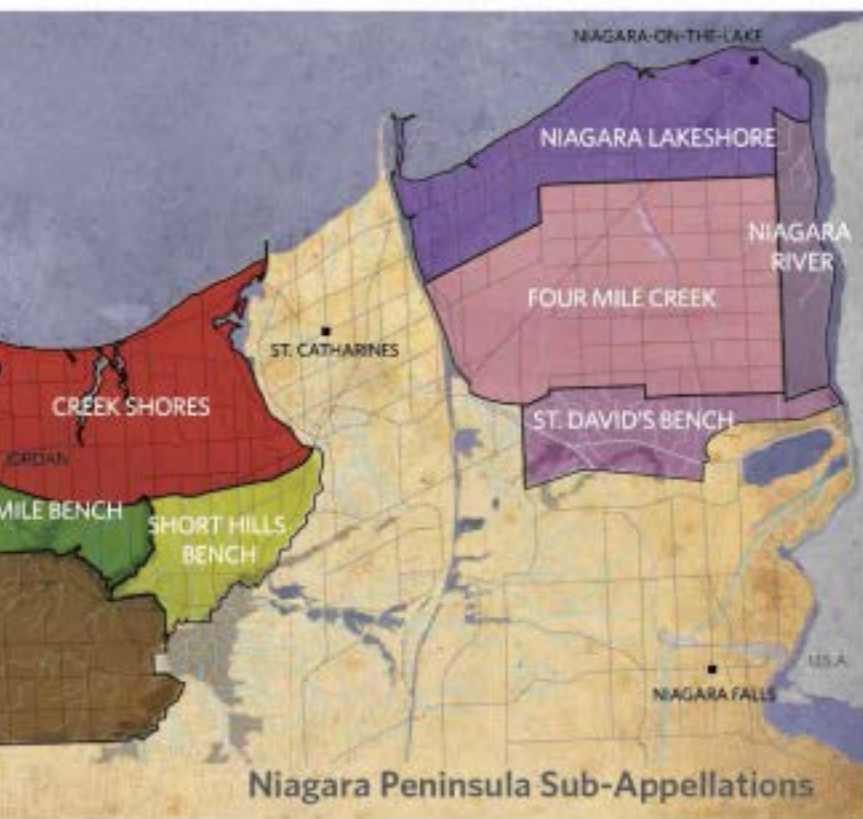 NIAGARA-ON-THE-LAKE
NIAGARA LAKESHORE
NIAGARA
RIVER
FOUR MILE CREEK
ST. CATHARINES
CREEK SHORES
ST. DAVID'S BENCH
JORDAN
MILE BENCH
SHORT HILLS
BENCH
U.S.A.
NIAGARA FALLS
Niagara Peninsula Sub-Appellations